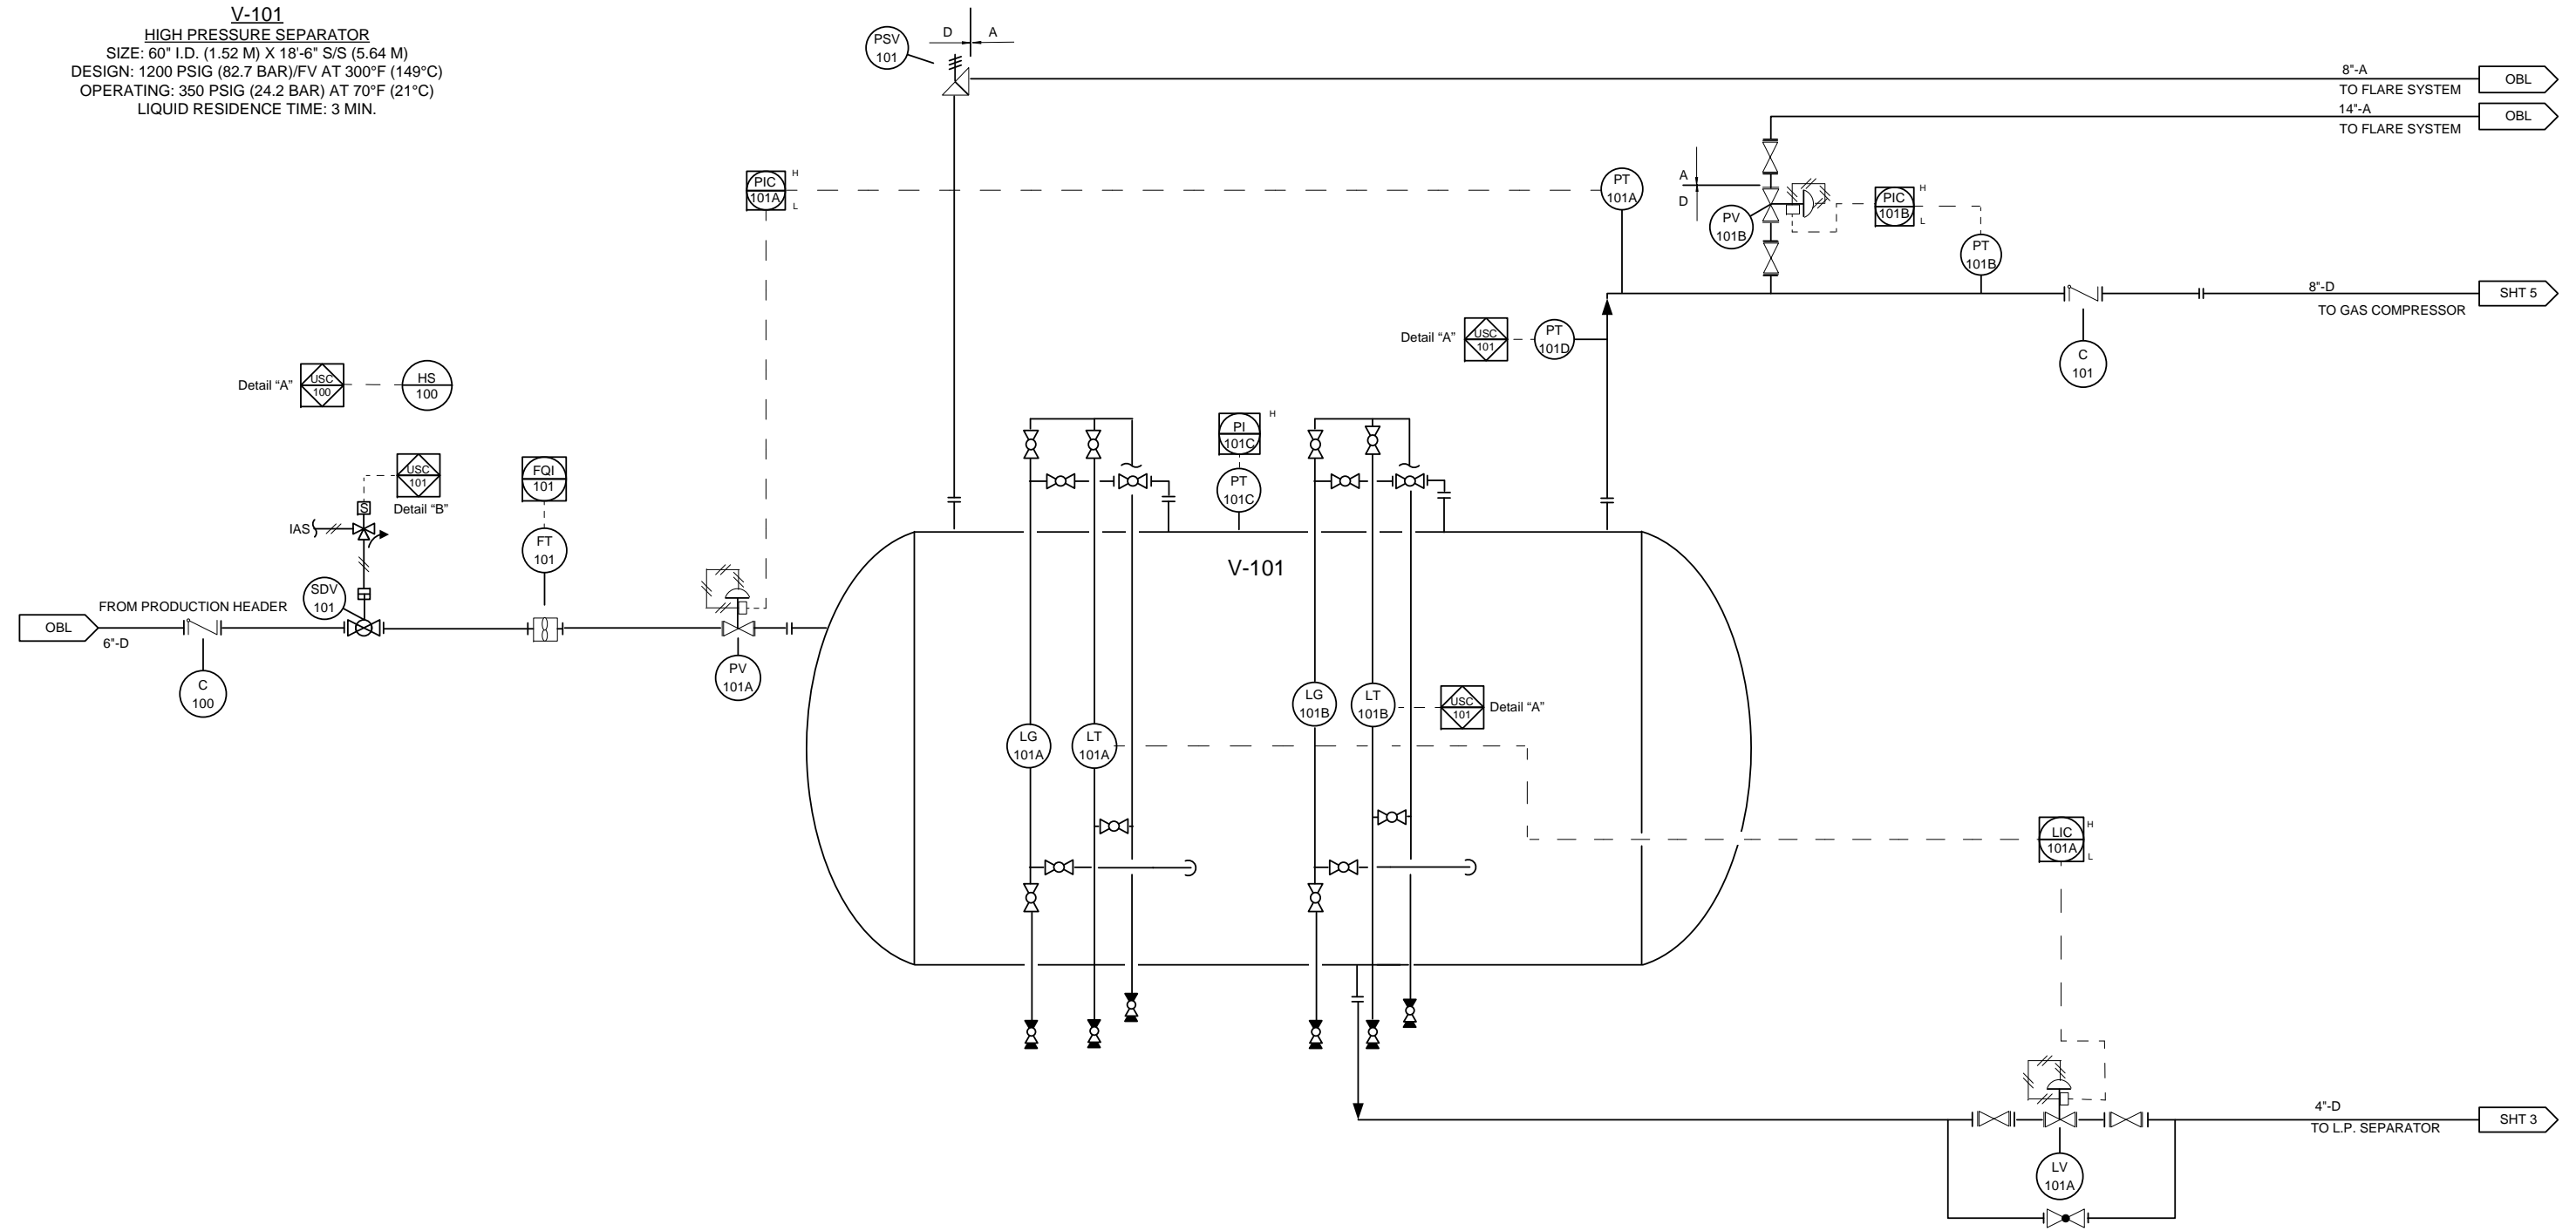 V-101
HIGH PRESSURE SEPARATOR
SIZE: 60" I.D. (1.52 M) X 18'-6" S/S (5.64 M)
DESIGN: 1200 PSIG (82.7 BAR)/FV AT 300°F (149°C)
OPERATING: 350 PSIG (24.2 BAR) AT 70°F (21°C)
LIQUID RESIDENCE TIME: 3 MIN.
PSV
101
D A
8"-A
TO FLARE SYSTEM
OBL
14"-A
TO FLARE SYSTEM
OBL
PIC
101A
H
L
PT
101A
A
D
PV
101B
PIC
101B
H
L
PT
101B
8"-D
TO GAS COMPRESSOR
SHT 5
Detail “A”
USC
101
PT
101D
C
101
Detail “A”
USC
100
HS
100
USC
101
Detail “B”
S
IAS
FQI
101
FT
101
PI
101C
H
PT
101C
V-101
OBL
FROM PRODUCTION HEADER
6"-D
SDV
101
C
100
PV
101A
LG
101A
LT
101A
LG
101B
LT
101B
USC
101
Detail “A”
LIC
101A
H
L
LV
101A
4"-D
TO L.P. SEPARATOR
SHT 3